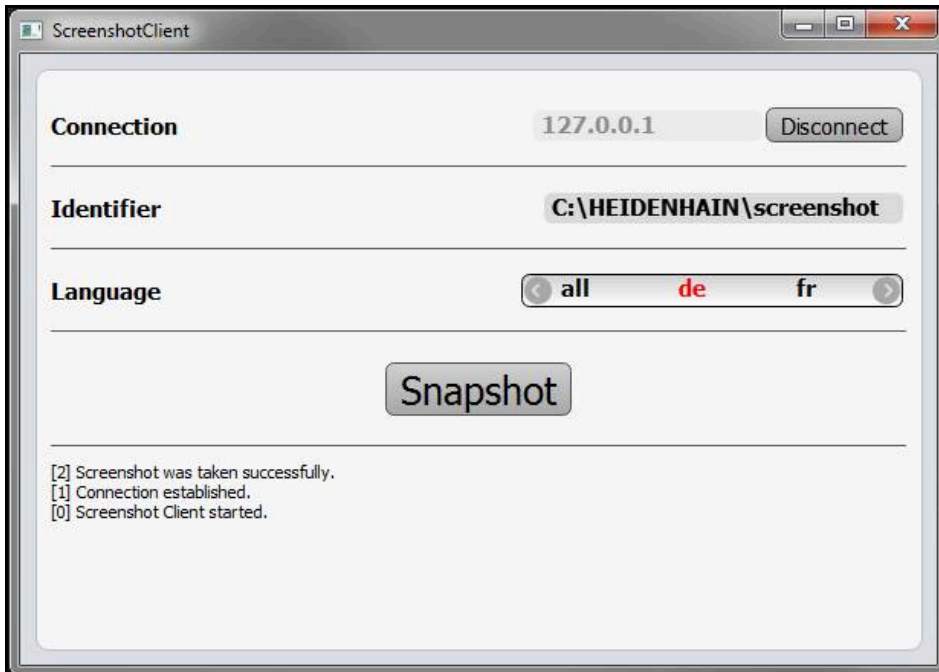 ScreenshotClient
Connection 127.0.0.1 Disconnect
Identifier C:\HEIDENHAIN\screenshot
Language all de fr
Snapshot
[2] Screenshot was taken successfully.
[1] Connection established.
[0] Screenshot Client started.